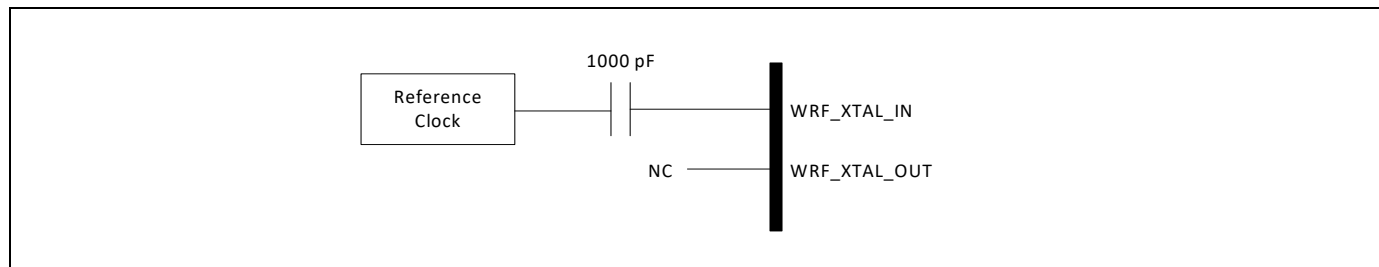 1000 pF
Reference
Clock
WRF_XTAL_IN
NC
WRF_XTAL_OUT